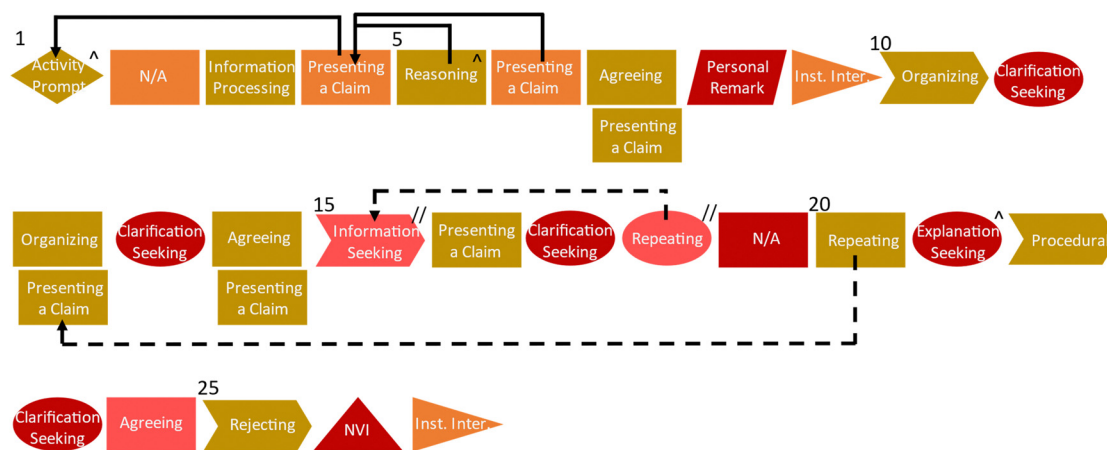 1
5
10
Activity
Prompt
^
N/A
Information
Processing
Presenting
a Claim
Reasoning
^
Presenting
a Claim
Agreeing
Presenting
a Claim
Personal
Remark
Inst. Inter.
Organizing
Clarification
Seeking
15
20
Organizing
Presenting
a Claim
Clarification
Seeking
Agreeing
Presenting
a Claim
Information
Seeking
//
Presenting
a Claim
Clarification
Seeking
Repeating
//
N/A
Repeating
Explanation
Seeking
^
Procedura
25
Clarification
Seeking
Agreeing
Rejecting
NVI
Inst. Inter.